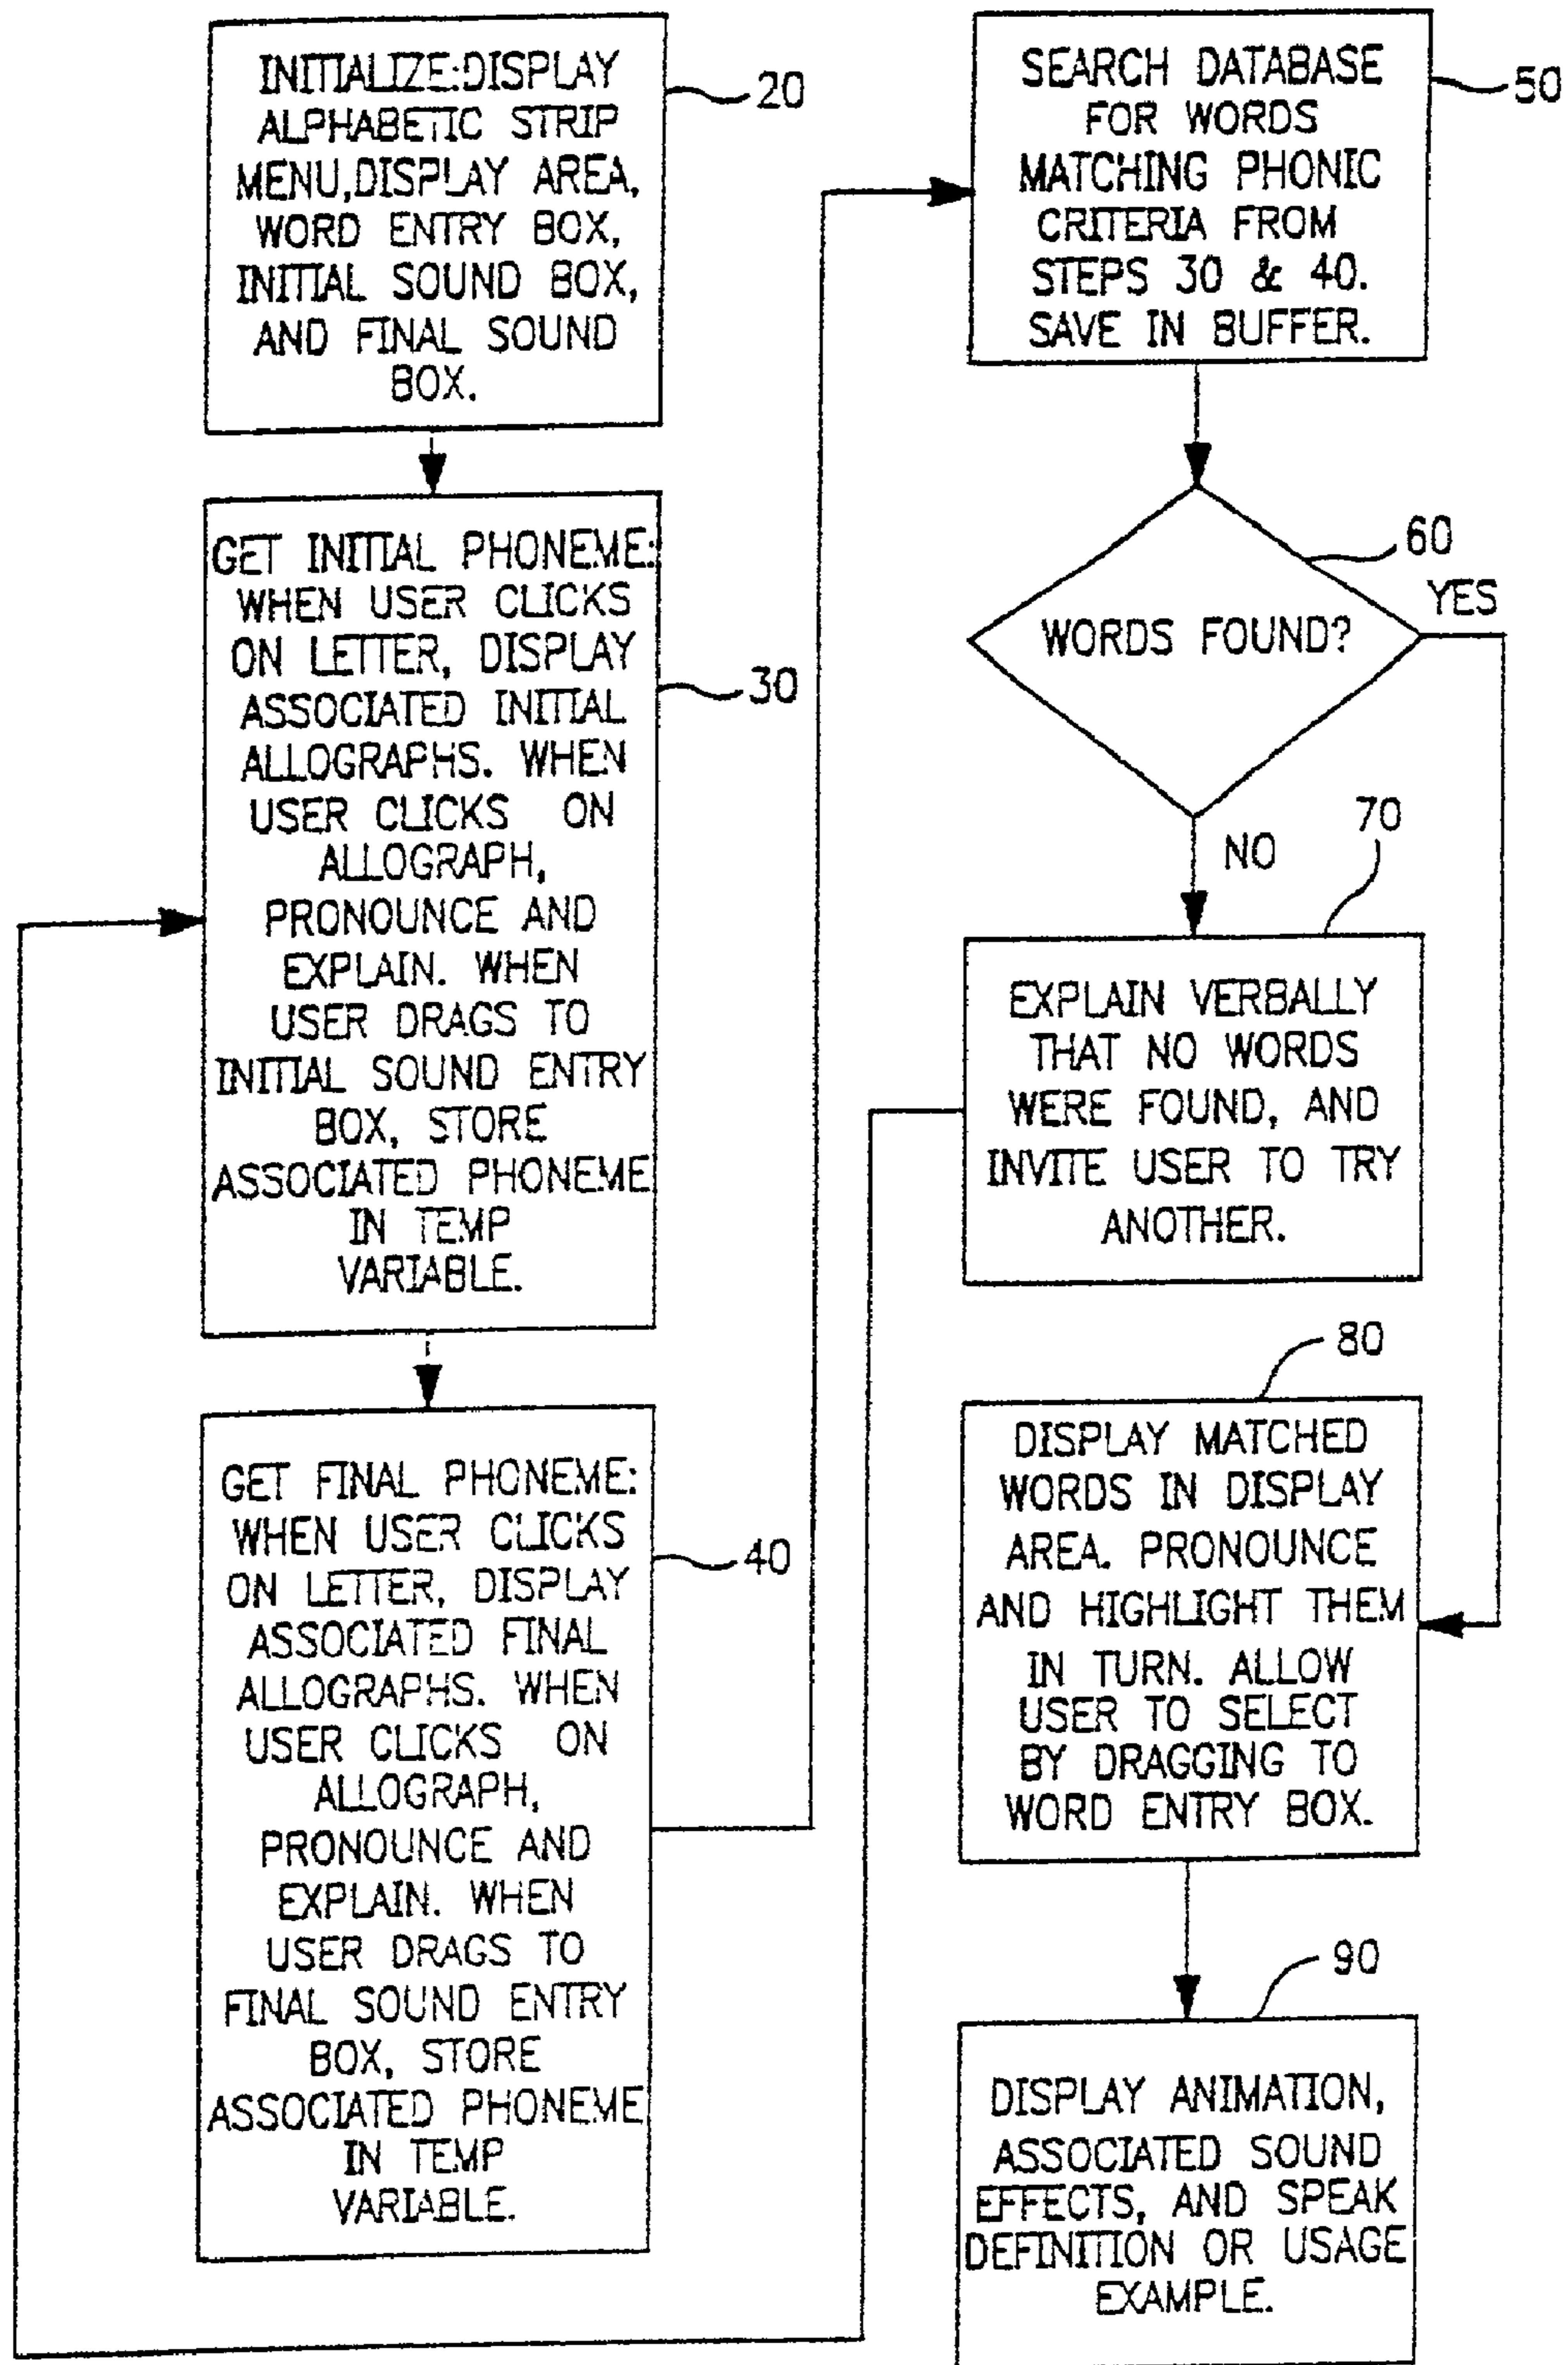 INITIALIZE:DISPLAY
ALPHABETIC STRIP
MENU,DISPLAY AREA,
WORD ENTRY BOX,
INITIAL SOUND BOX,
AND FINAL SOUND
BOX.
20
GET INITIAL PHONEME:
WHEN USER CLICKS
ON LETTER, DISPLAY
ASSOCIATED INITIAL
ALLOGRAPHS. WHEN
USER CLICKS ON
ALLOGRAPH,
PRONOUNCE AND
EXPLAIN. WHEN
USER DRAGS TO
INITIAL SOUND ENTRY
BOX, STORE
ASSOCIATED PHONEME
IN TEMP
VARIABLE.
30
GET FINAL PHONEME:
WHEN USER CLICKS
ON LETTER, DISPLAY
ASSOCIATED FINAL
ALLOGRAPHS. WHEN
USER CLICKS ON
ALLOGRAPH,
PRONOUNCE AND
EXPLAIN. WHEN
USER DRAGS TO
FINAL SOUND ENTRY
BOX, STORE
ASSOCIATED PHONEME
IN TEMP
VARIABLE.
40
SEARCH DATABASE
FOR WORDS
MATCHING PHONIC
CRITERIA FROM
STEPS 30 & 40.
SAVE IN BUFFER.
50
WORDS FOUND?
60
YES
NO
70
EXPLAIN VERBALLY
THAT NO WORDS
WERE FOUND, AND
INVITE USER TO TRY
ANOTHER.
80
DISPLAY MATCHED
WORDS IN DISPLAY
AREA. PRONOUNCE
AND HIGHLIGHT THEM
IN TURN. ALLOW
USER TO SELECT
BY DRAGGING TO
WORD ENTRY BOX.
90
DISPLAY ANIMATION,
ASSOCIATED SOUND
EFFECTS, AND SPEAK
DEFINITION OR USAGE
EXAMPLE.